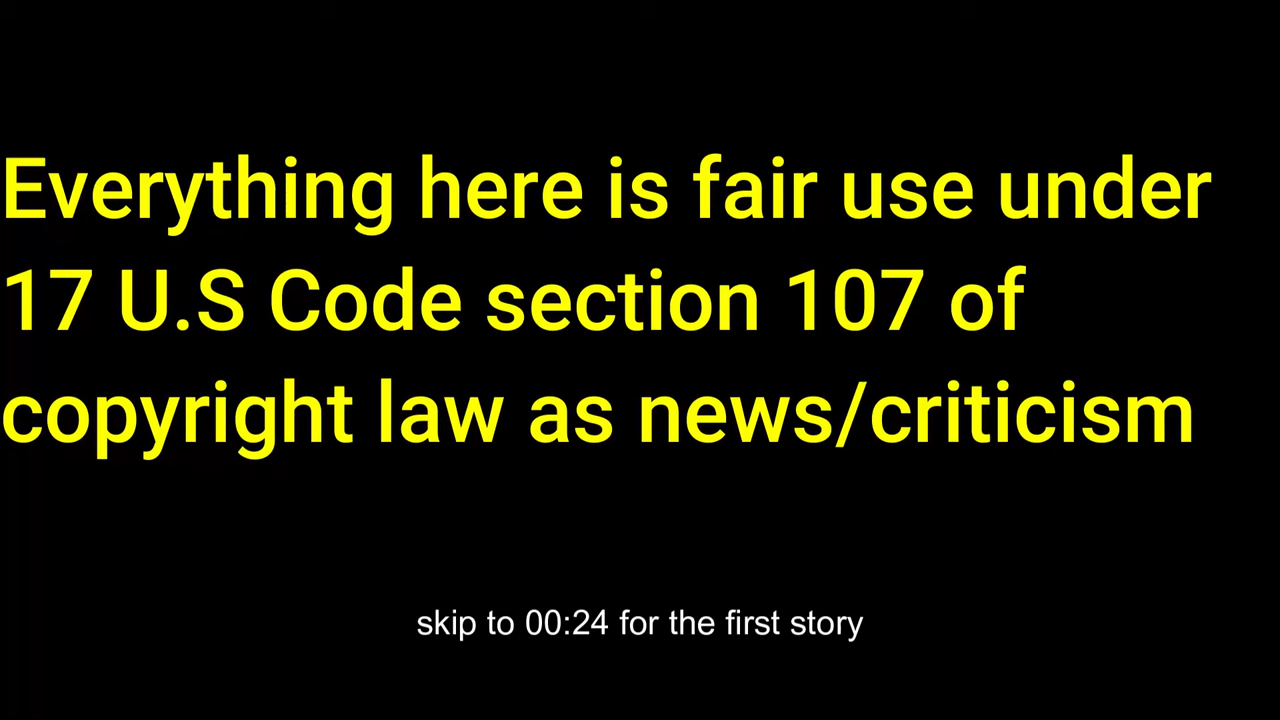 Everything here is fair use under
17 U.S Code section 107 of
copyright law as news/criticism
skip to 00:24 for the first story